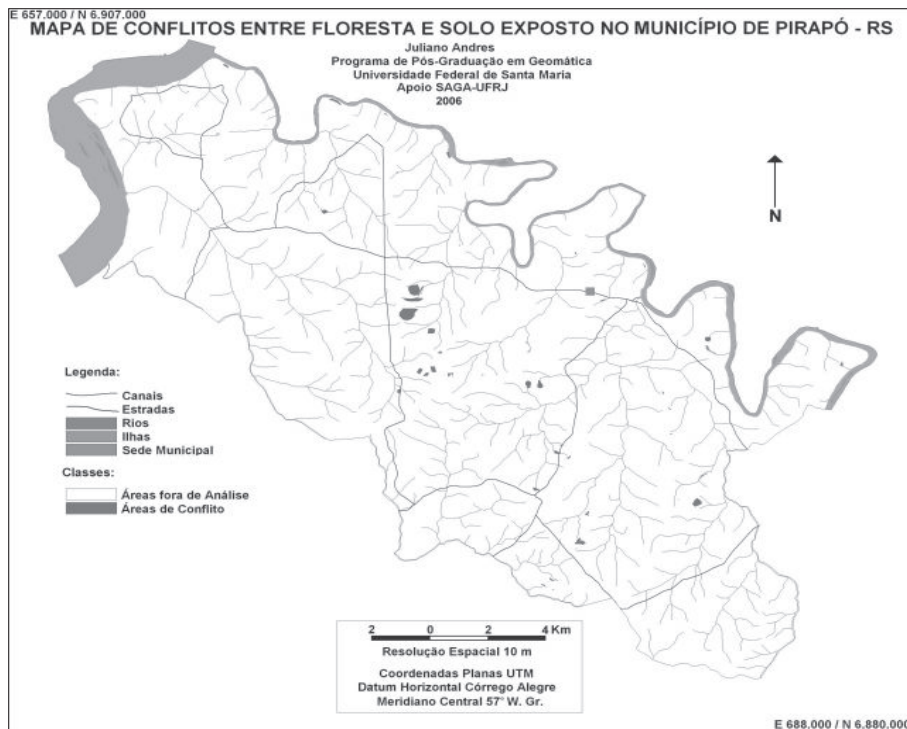 E 657.000 / N 6.907.000
MAPA DE CONFLITOS ENTRE FLORESTA E SOLO EXPOSTO NO MUNICÍPIO DE PIRAPÓ - RS
Juliano Andres
Programa de Pós-Graduação em Geomática
Universidade Federal de Santa Maria
Apoio SAGA-UFRJ
2006
N
Legenda:
Canais
Estradas
Rios
Ilhas
Sede Municipal
Classes:
Áreas fora de Análise
Áreas de Conflito
2 0 2 4 Km
Resolução Espacial 10 m
Coordenadas Planas UTM
Datum Horizontal Córrego Alegre
Meridiano Central 57° W. Gr.
E 688.000 / N 6.880.000